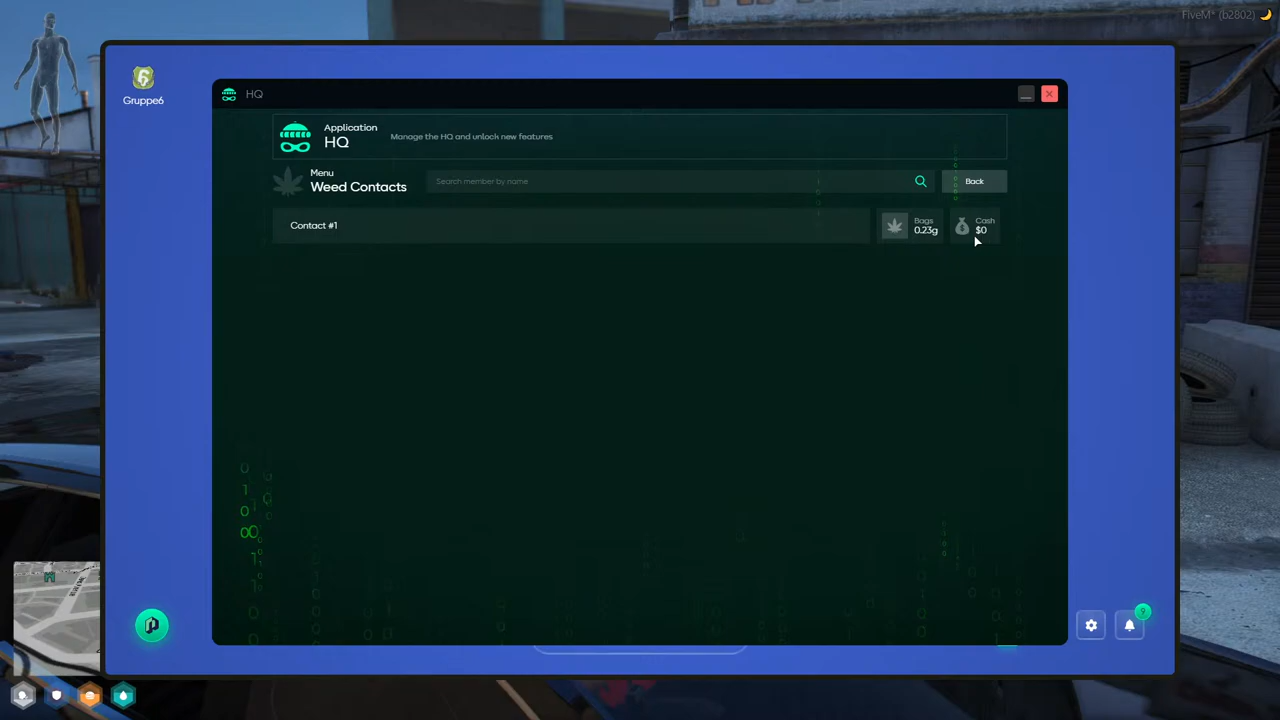 FiveM* (b2802)
Gruppe6
HQ
Application
HQ
Manage the HQ and unlock new features
Menu
Weed Contacts
Search member by name
Back
Contact #1
Bags
0.23g
Cash
$0